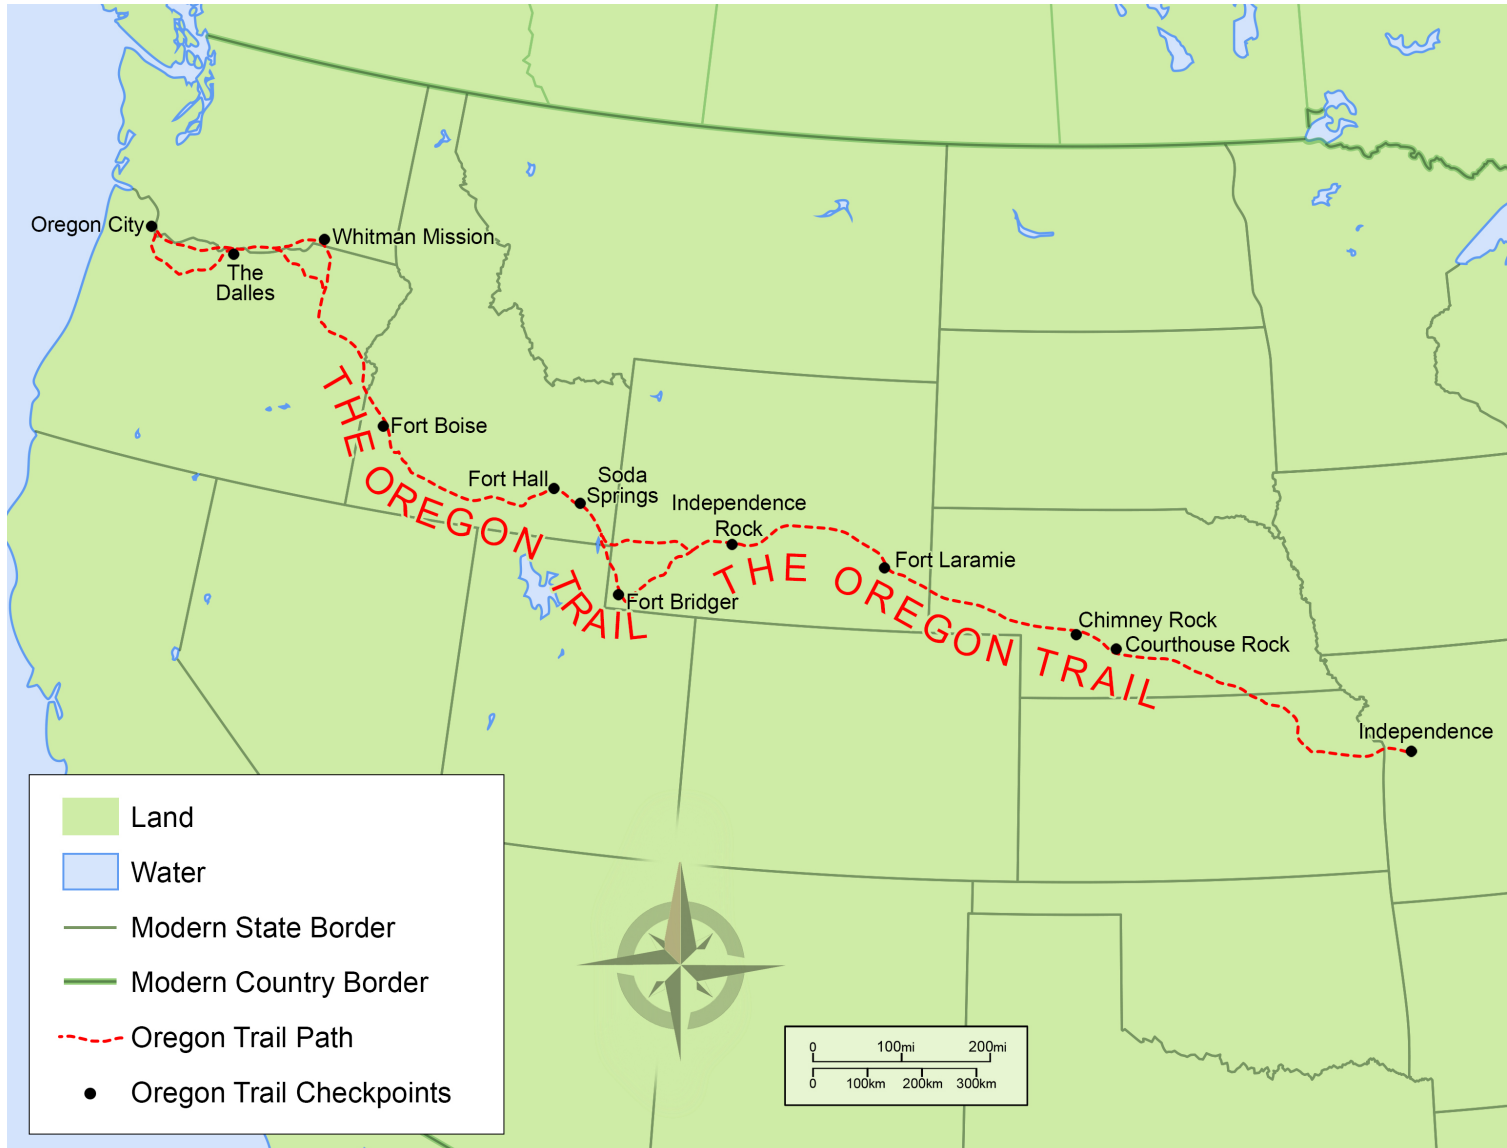 Oregon City
Whitman Mission
The
Dalles
Fort Boise
Fort Hall
Soda
Springs
Independence
Rock
Fort Laramie
Fort Bridger
Chimney Rock
Courthouse Rock
Independence
THE OREGON TRAIL
THE OREGON TRAIL
Land
Water
Modern State Border
Modern Country Border
Oregon Trail Path
Oregon Trail Checkpoints
0 100mi 200mi
0 100km 200km 300km